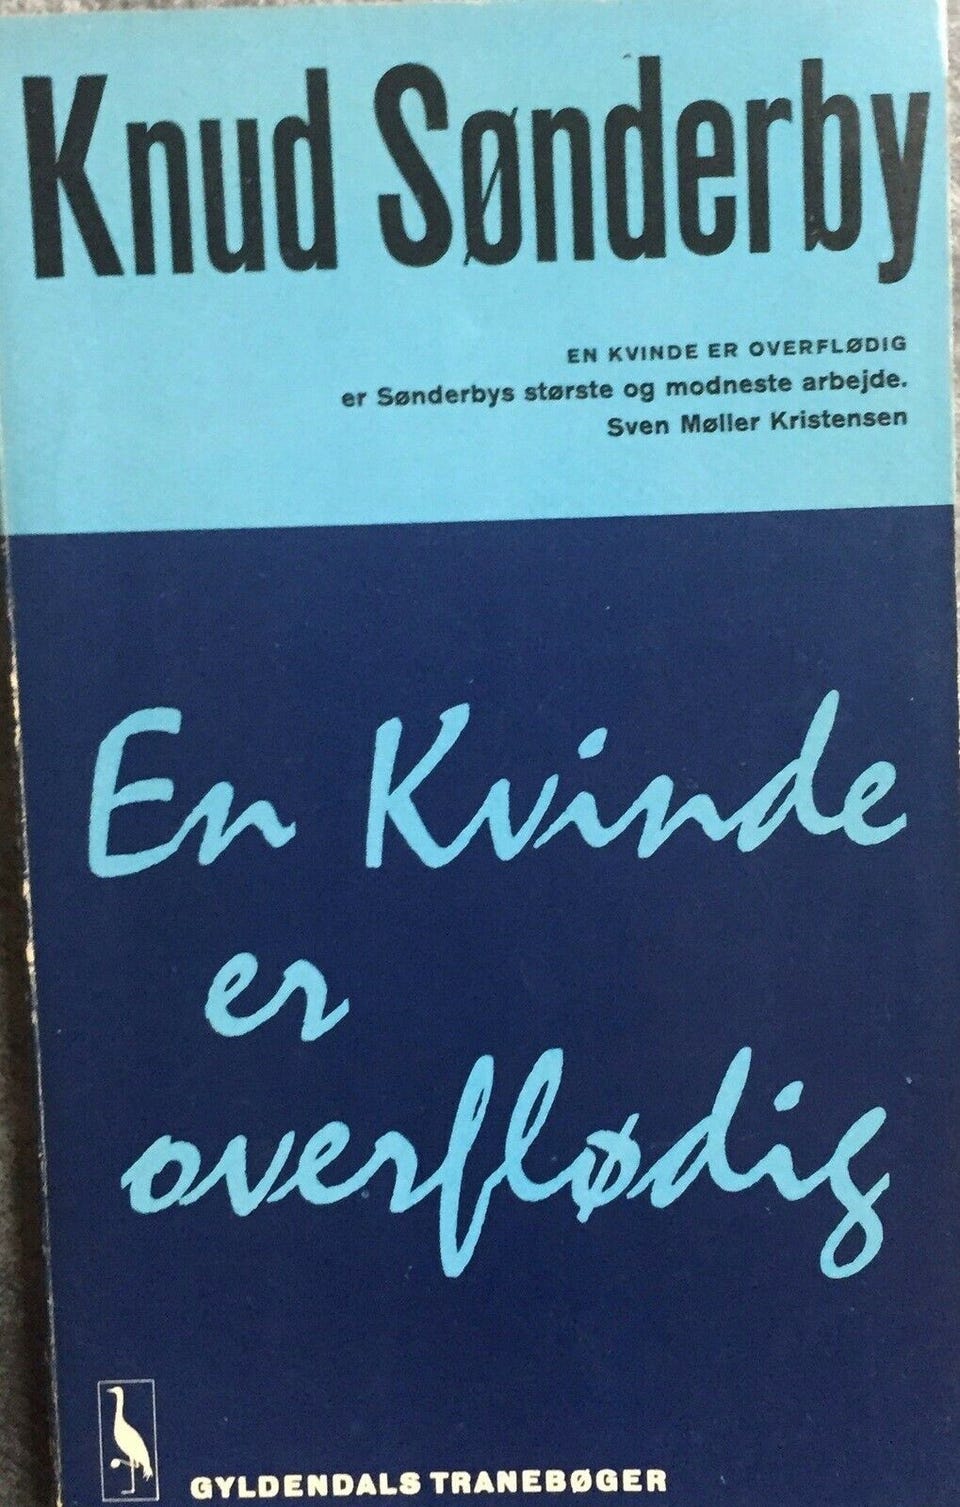 Knud Sønderby
EN KVINDE ER OVERFLØDIG
er Sønderbys største og modneste arbejde.
Sven Møller Kristensen
En Kvinde
er
overflødig
GYLDENDALS TRANEBØGER